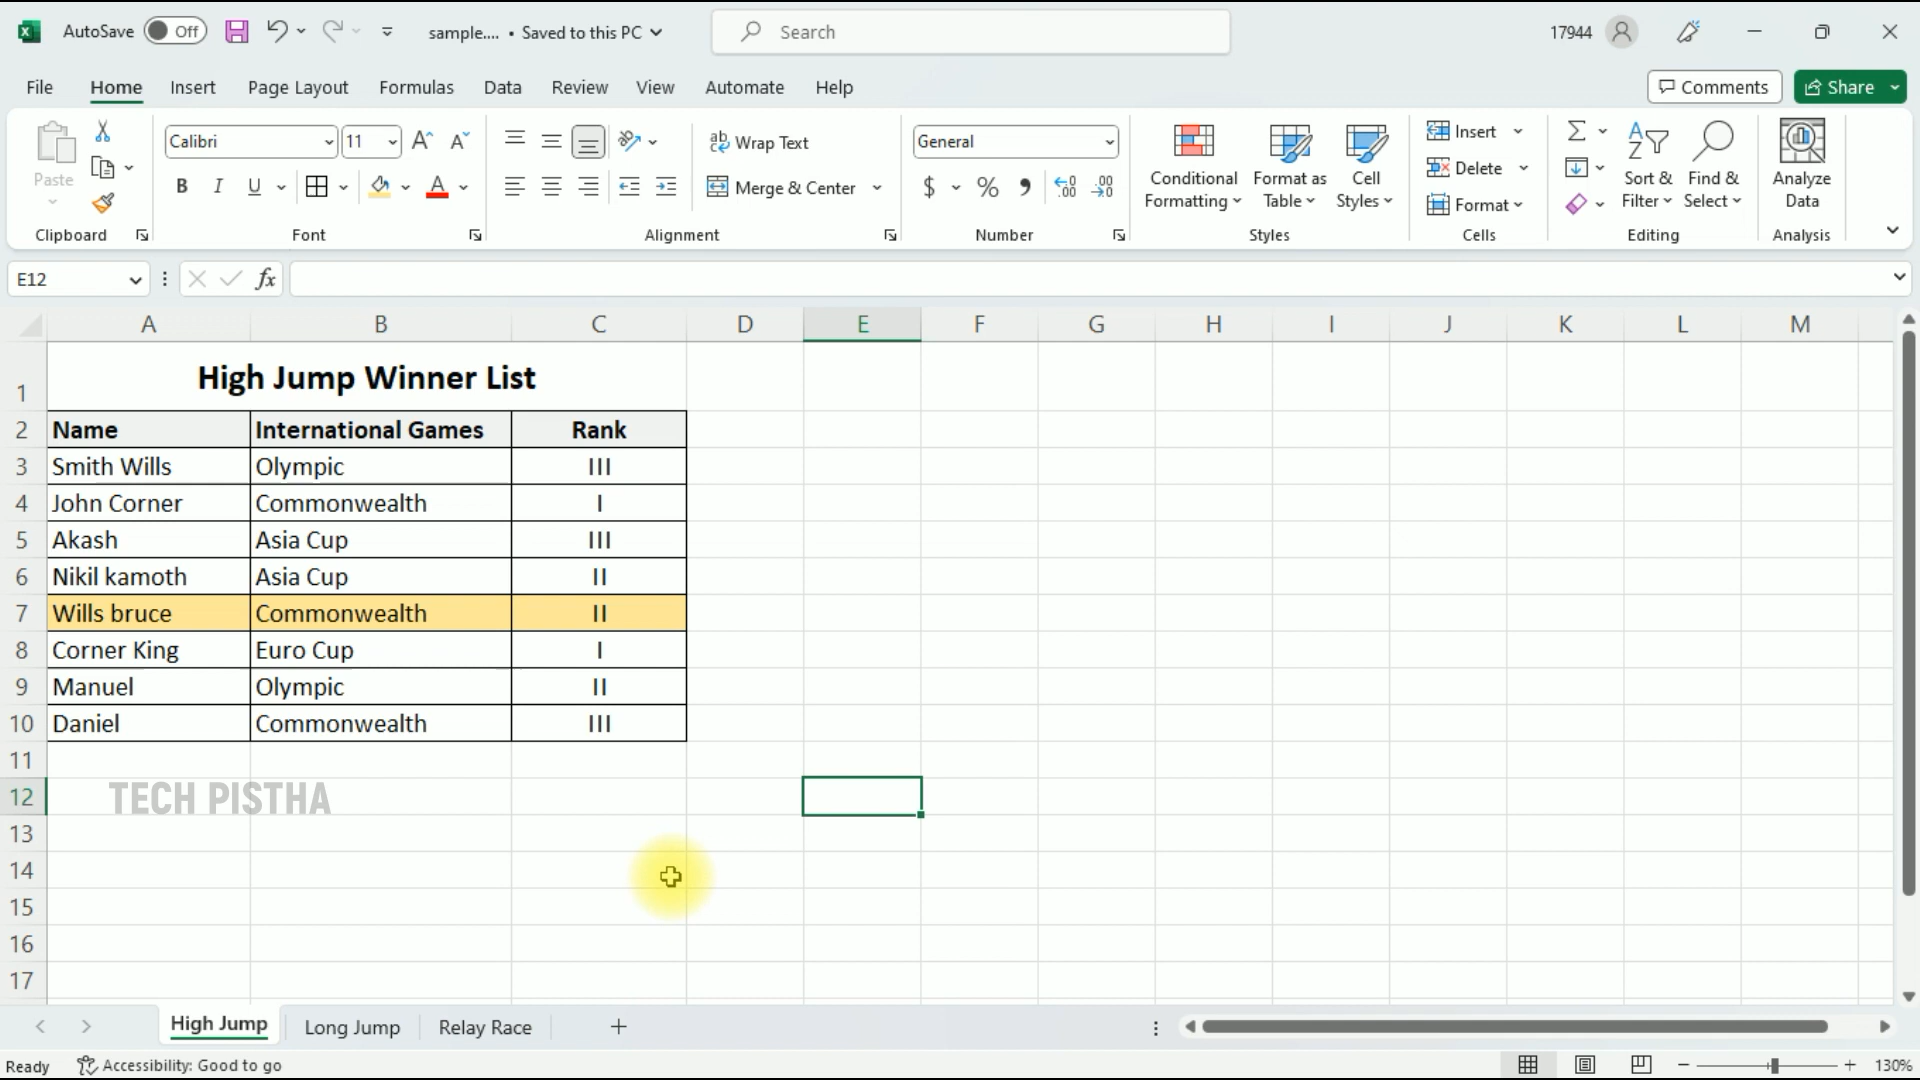 AutoSave Off sample.... • Saved to this PC Search 17944
File Home Insert Page Layout Formulas Data Review View Automate Help Comments Share
Paste Calibri 11 Wrap Text General Conditional Formatting Format as Table Cell Styles Insert Delete Format Sort & Filter Find & Select Analyze Data
B I U Merge & Center $ % 9
Clipboard Font Alignment Number Styles Cells Editing Analysis
E12 fx
A B C D E F G H I J K L M
1 High Jump Winner List
2 Name International Games Rank
3 Smith Wills Olympic III
4 John Corner Commonwealth I
5 Akash Asia Cup III
6 Nikil kamoth Asia Cup II
7 Wills bruce Commonwealth II
8 Corner King Euro Cup I
9 Manuel Olympic II
10 Daniel Commonwealth III
11
12 TECH PISTHA
13
14
15
16
17
High Jump Long Jump Relay Race +
Ready Accessibility: Good to go 130%